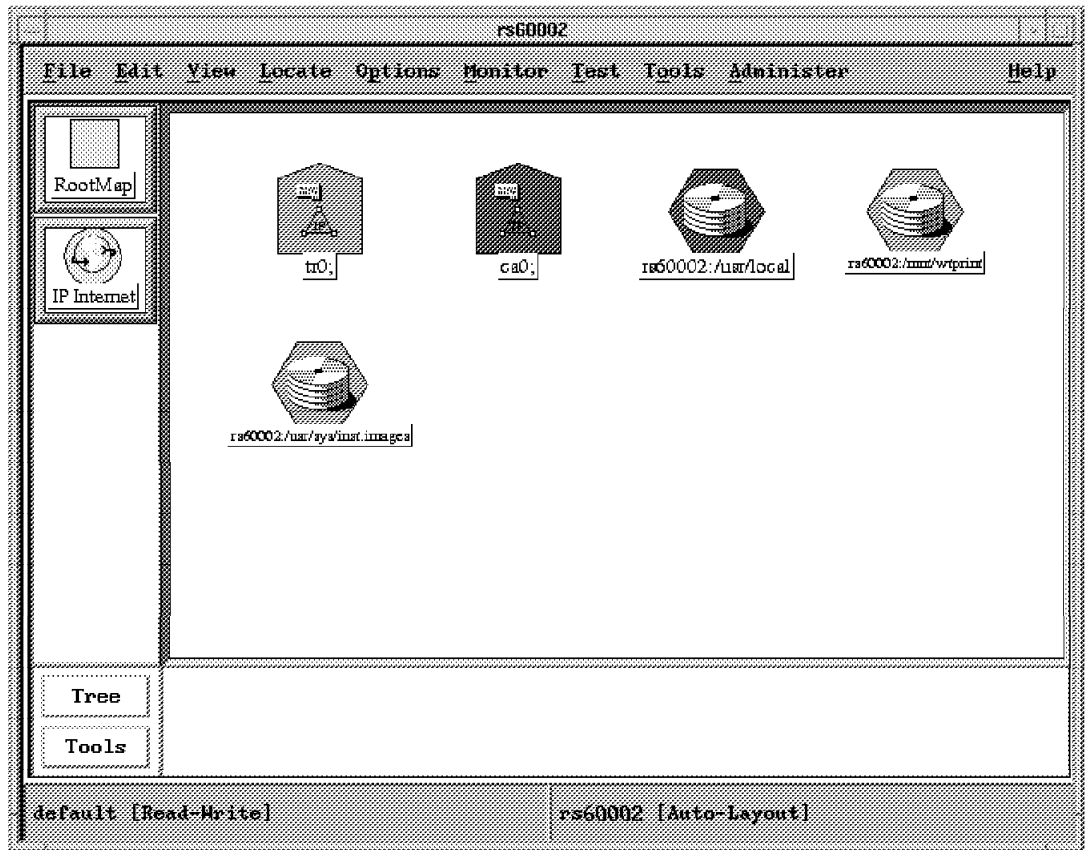 rs60002
File Edit View Locate Options Monitor Test Tools Administer Help
RootMap
IP Internet
tr0;
ca0;
rs60002:/usr/local
rs60002:/mnt/wtprint
rs60002:/usr/sys/inst.images
Tree
Tools
default [Read-Write]
rs60002 [Auto-Layout]